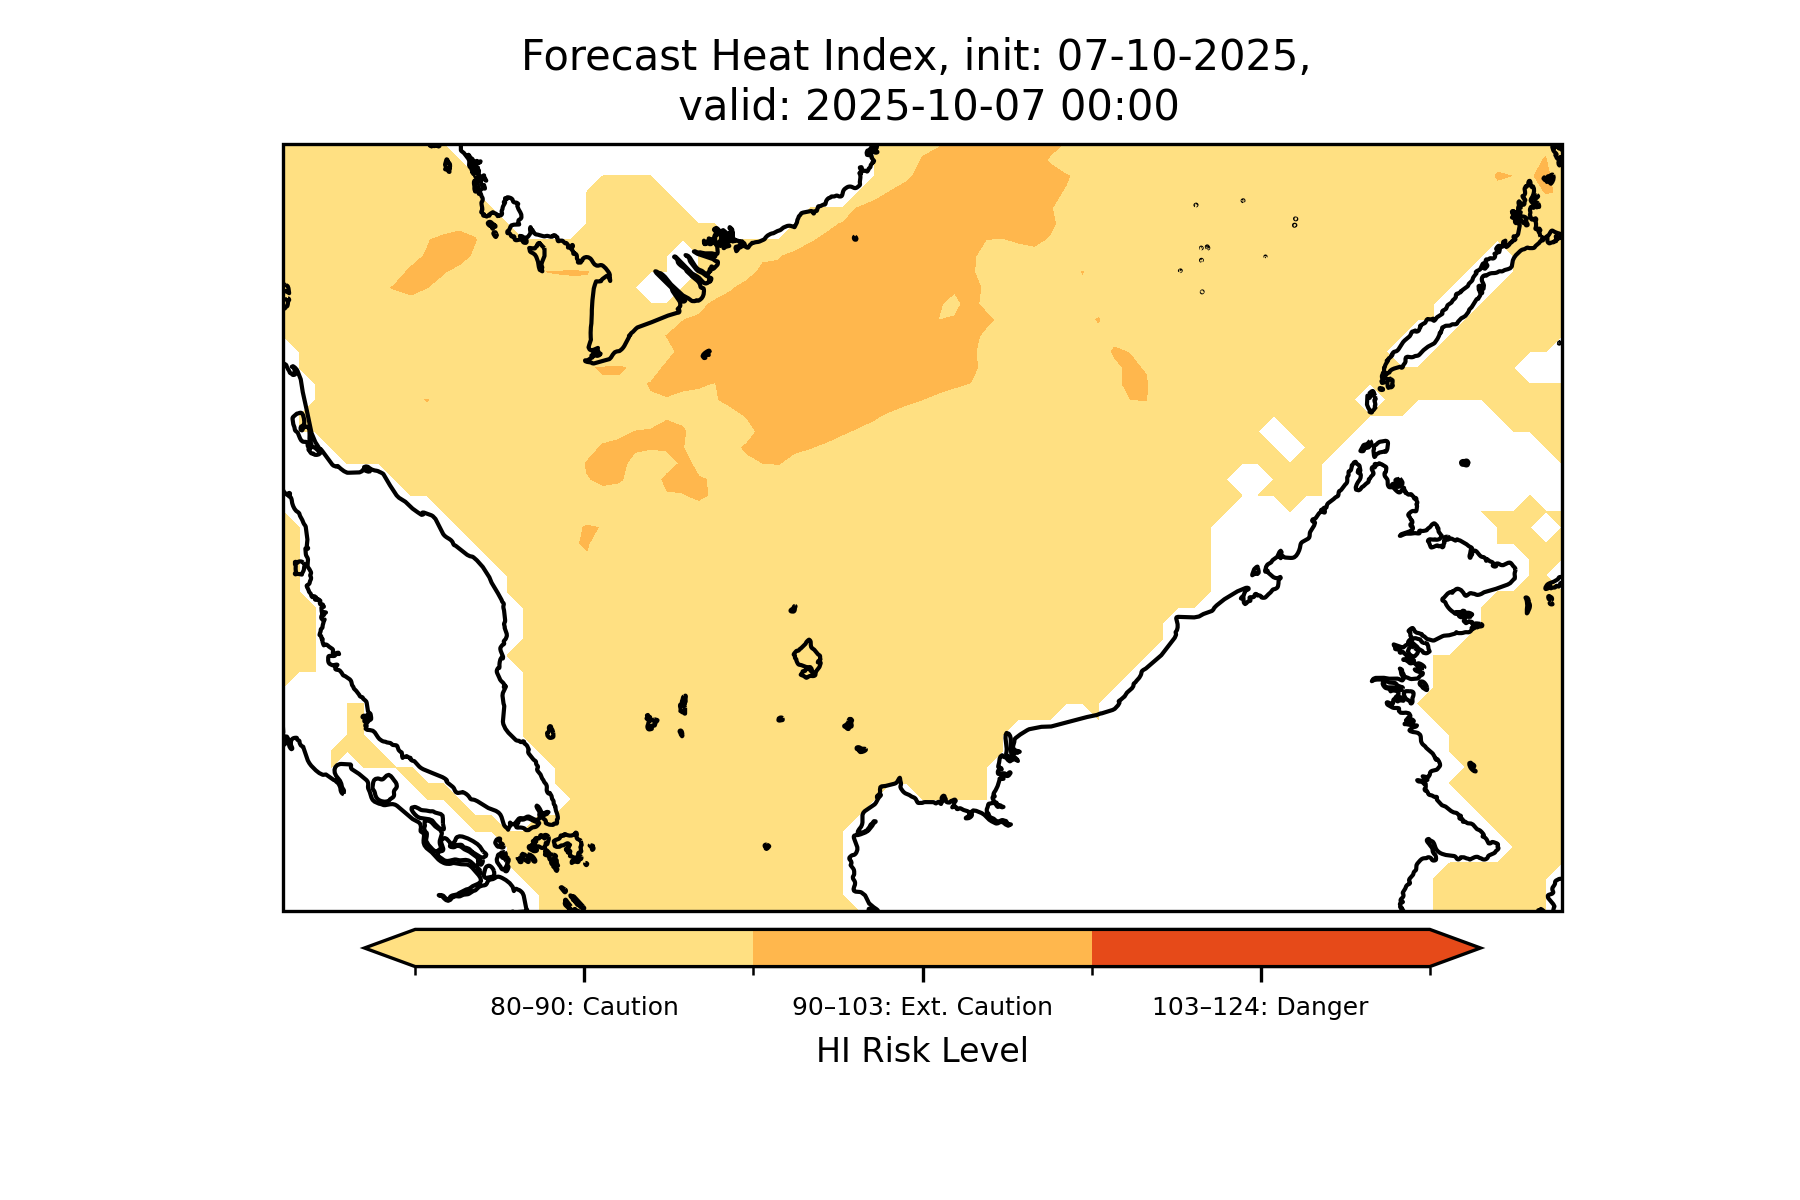 Forecast Heat Index, init: 07-10-2025,
valid: 2025-10-07 00:00
80–90: Caution
90–103: Ext. Caution
103–124: Danger
HI Risk Level